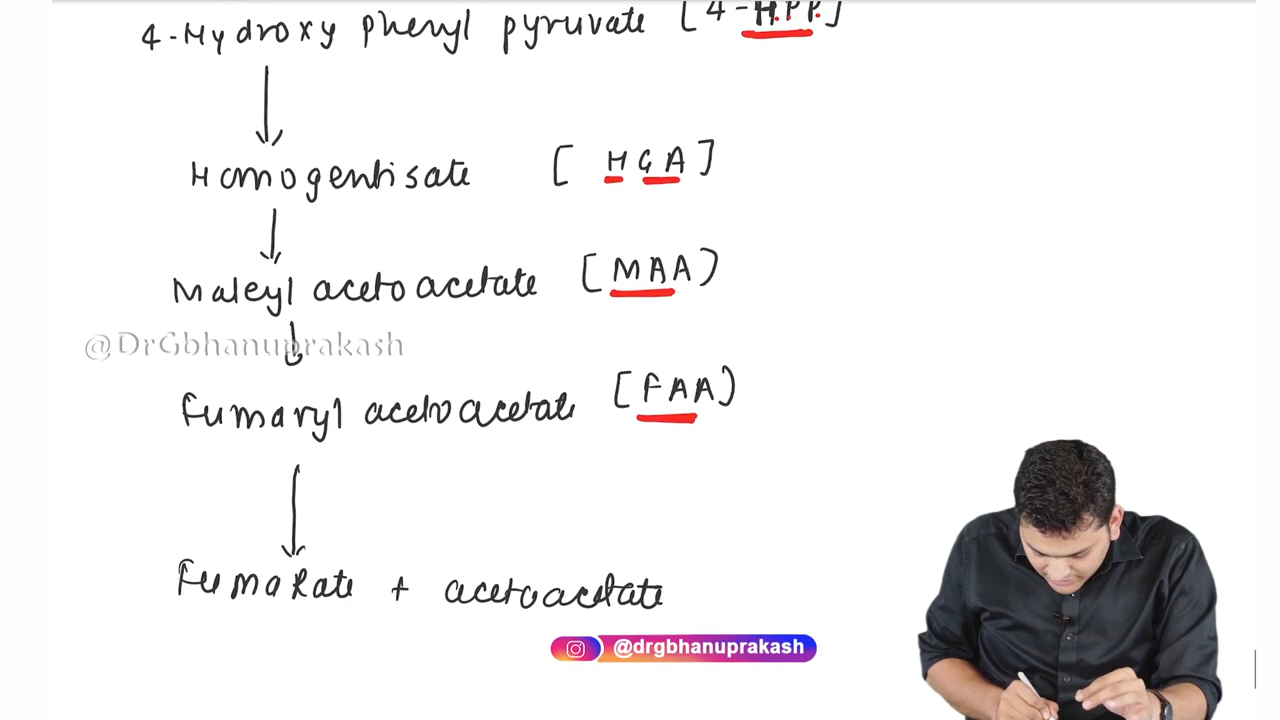 4-Hydroxy phenyl pyruvate [4-HPP]
Homogentisate [HGA]
Maleyl acetoacetate [MAA)
@DrGbhanuprakash
Fumaryl acetoacetate [FAA)
Fumarate + acetoacetate
@drgbhanuprakash